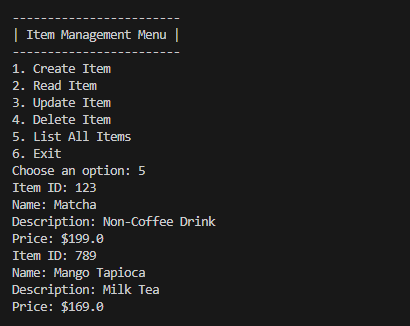 ------------------------
| Item Management Menu |
------------------------
1. Create Item
2. Read Item
3. Update Item
4. Delete Item
5. List All Items
6. Exit
Choose an option: 5
Item ID: 123
Name: Matcha
Description: Non-Coffee Drink
Price: $199.0
Item ID: 789
Name: Mango Tapioca
Description: Milk Tea
Price: $169.0